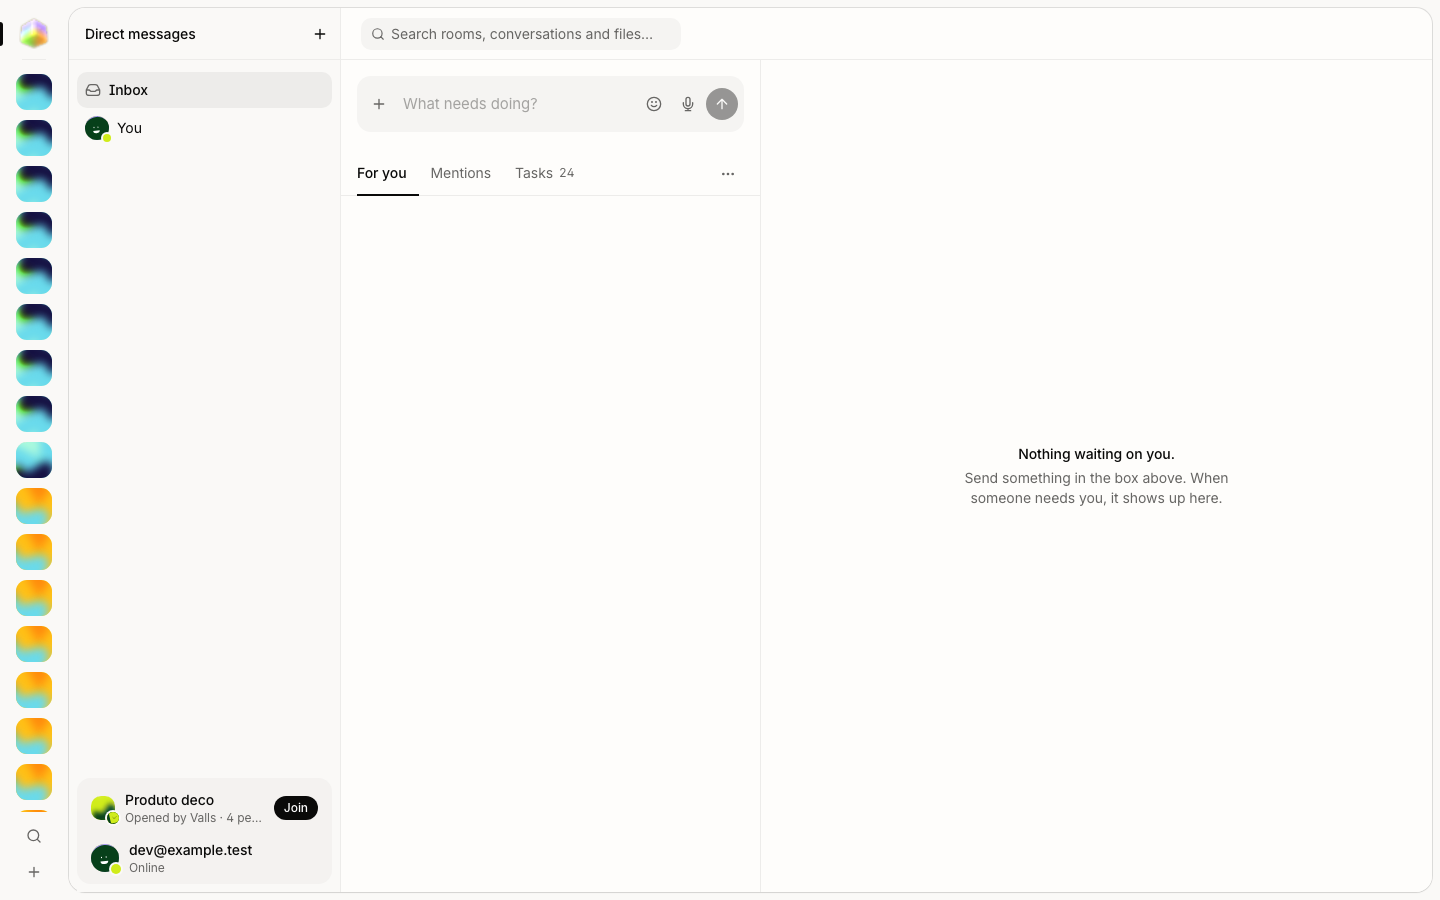 Direct messages
Search rooms, conversations and files...
Inbox
You
What needs doing?
For you
Mentions
Tasks 24
Nothing waiting on you.
Send something in the box above. When
someone needs you, it shows up here.
Produto deco
Opened by Valls · 4 pe...
Join
dev@example.test
Online